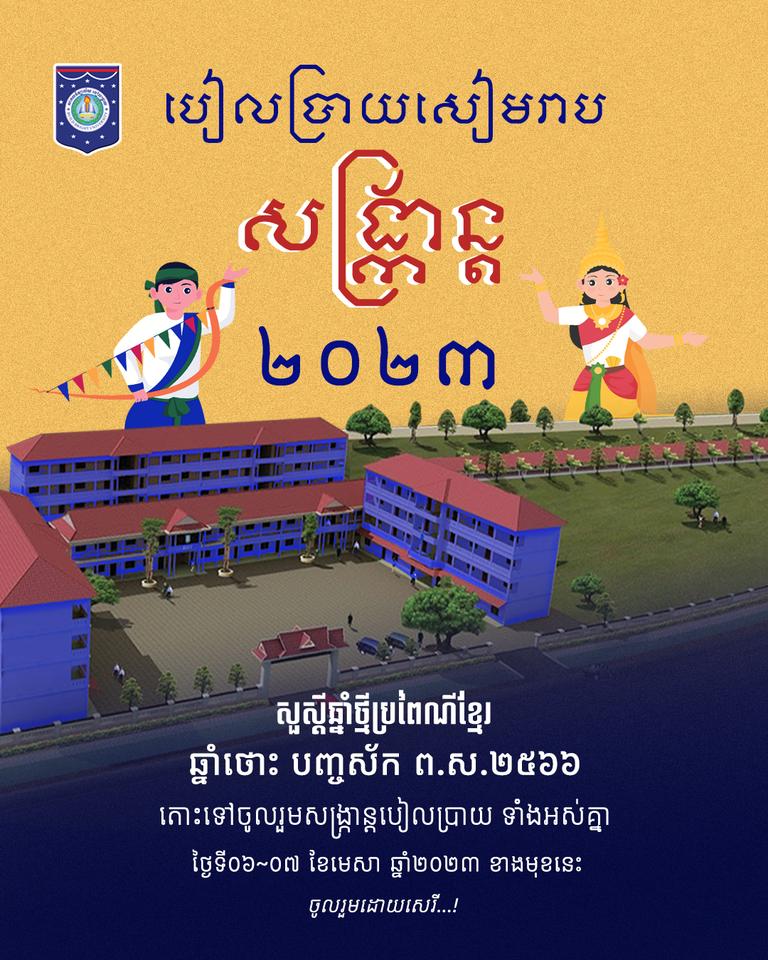 បៀលប្រាយសៀមរាប
សង្ក្រាន្ត
២០២៣
សួស្តីឆ្នាំថ្មីប្រពៃណីខ្មែរ
ឆ្នាំថោះ បញ្ចស័ក ព.ស.២៥៦៦
តោះទៅចូលរួមសង្ក្រាន្តបៀលប្រាយ ទាំងអស់គ្នា
ថ្ងៃទី០៦~០៧ ខែមេសា ឆ្នាំ២០២៣ ខាងមុខនេះ
ចូលរួមដោយសេរី...!